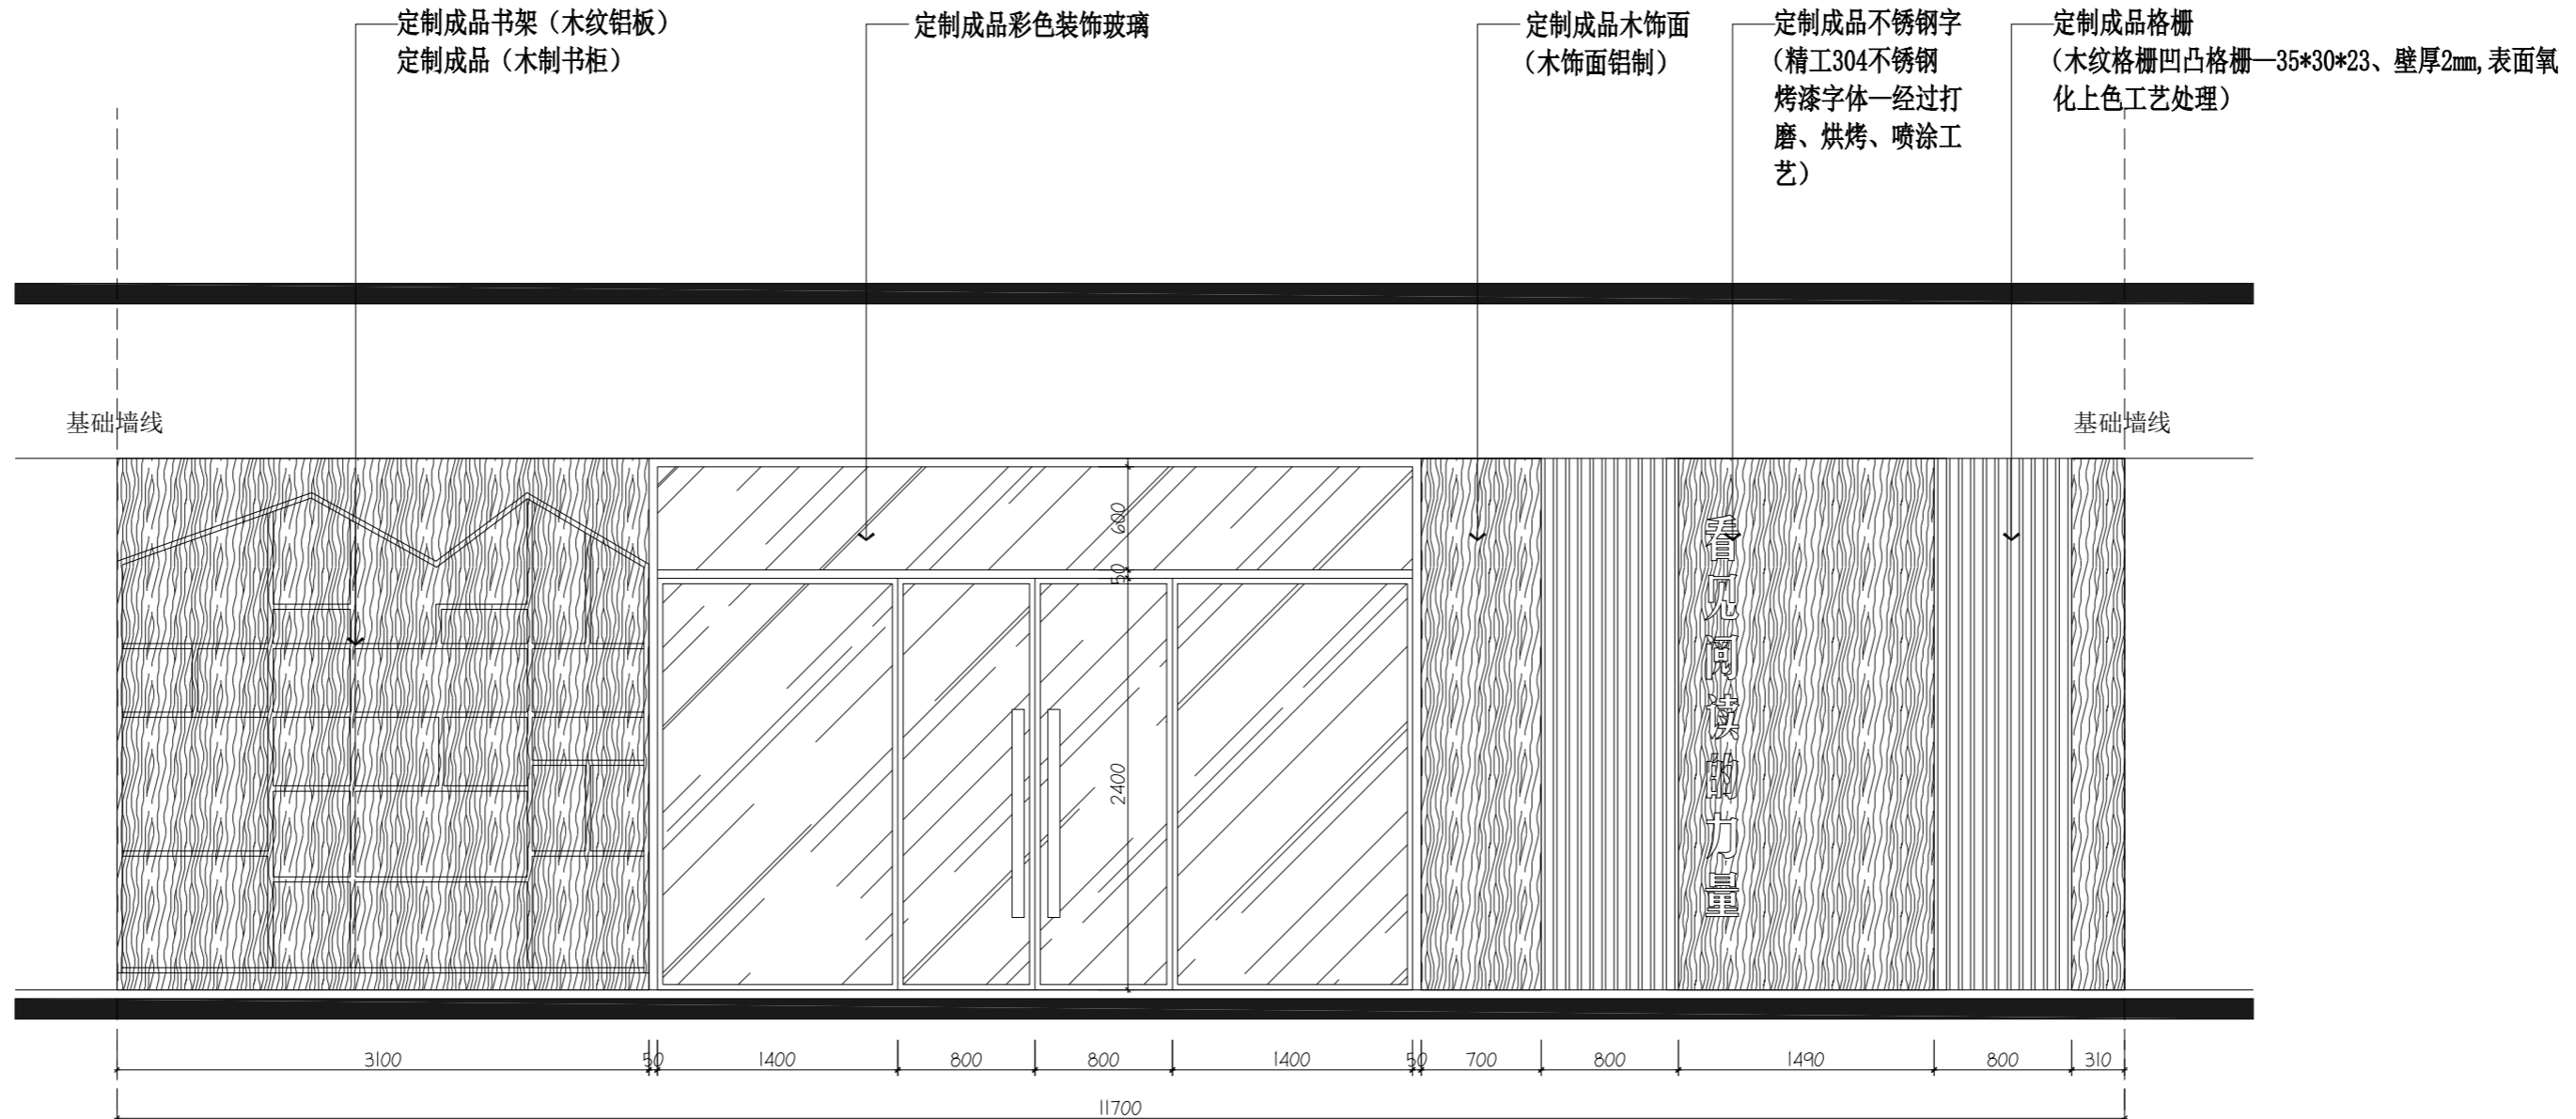 定制成品书架（木纹铝板）
定制成品（木制书柜）
定制成品彩色装饰玻璃
定制成品木饰面
（木饰面铝制）
定制成品不锈钢字
（精工304不锈钢
烤漆字体—经过打
磨、烘烤、喷涂工
艺）
定制成品格栅
（木纹格栅凹凸格栅—35*30*23、壁厚2mm,表面氧
化上色工艺处理）
基础墙线
基础墙线
600
50
2400
看见阅读的力量
3100
50
1400
800
800
1400
50
700
800
1490
800
310
11700